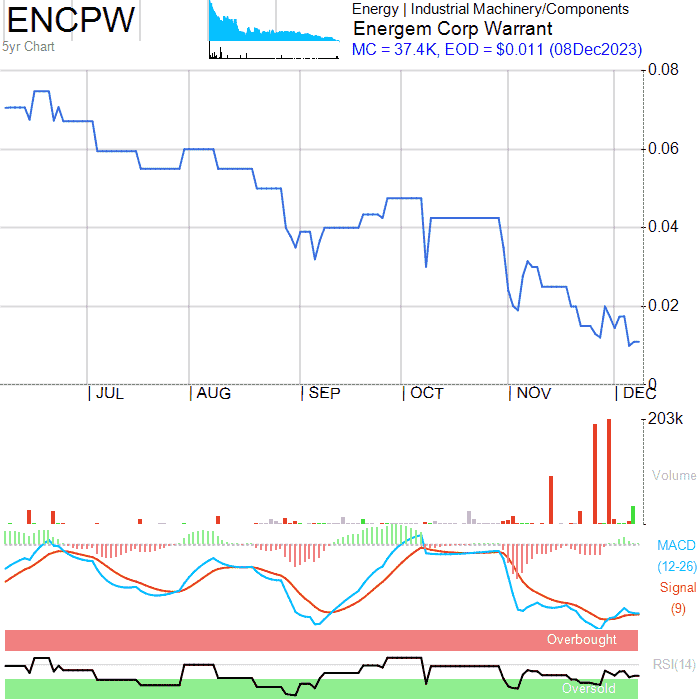 ENCPW
5yr Chart
Energy | Industrial Machinery/Components
Energem Corp Warrant
MC = 37.4K, EOD = $0.011 (08Dec2023)
0.08
0.06
0.04
0.02
0
JUL AUG SEP OCT NOV DEC
203k
Volume
MACD
(12-26)
Signal
(9)
Overbought
RSI(14)
Oversold